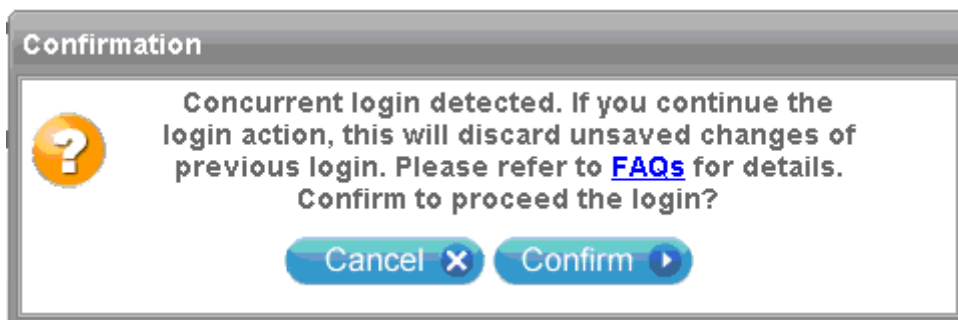 Confirmation
Concurrent login detected. If you continue the
login action, this will discard unsaved changes of
previous login. Please refer to FAQs for details.
Confirm to proceed the login?
Cancel Confirm